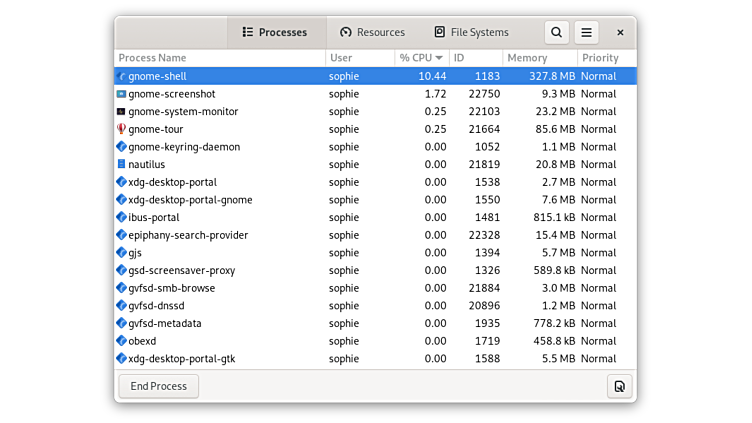 Processes Resources File Systems
Process Name User % CPU ID Memory Priority
gnome-shell sophie 10.44 1183 327.8 MB Normal
gnome-screenshot sophie 1.72 22750 9.3 MB Normal
gnome-system-monitor sophie 0.25 22103 23.2 MB Normal
gnome-tour sophie 0.25 21664 85.6 MB Normal
gnome-keyring-daemon sophie 0.00 1052 1.1 MB Normal
nautilus sophie 0.00 21819 20.8 MB Normal
xdg-desktop-portal sophie 0.00 1538 2.7 MB Normal
xdg-desktop-portal-gnome sophie 0.00 1550 7.6 MB Normal
ibus-portal sophie 0.00 1481 815.1 kB Normal
epiphany-search-provider sophie 0.00 22328 15.4 MB Normal
gjs sophie 0.00 1394 5.7 MB Normal
gsd-screensaver-proxy sophie 0.00 1326 589.8 kB Normal
gvfsd-smb-browse sophie 0.00 21884 3.0 MB Normal
gvfsd-dnssd sophie 0.00 20896 1.2 MB Normal
gvfsd-metadata sophie 0.00 1935 778.2 kB Normal
obexd sophie 0.00 1719 458.8 kB Normal
xdg-desktop-portal-gtk sophie 0.00 1588 5.5 MB Normal
End Process